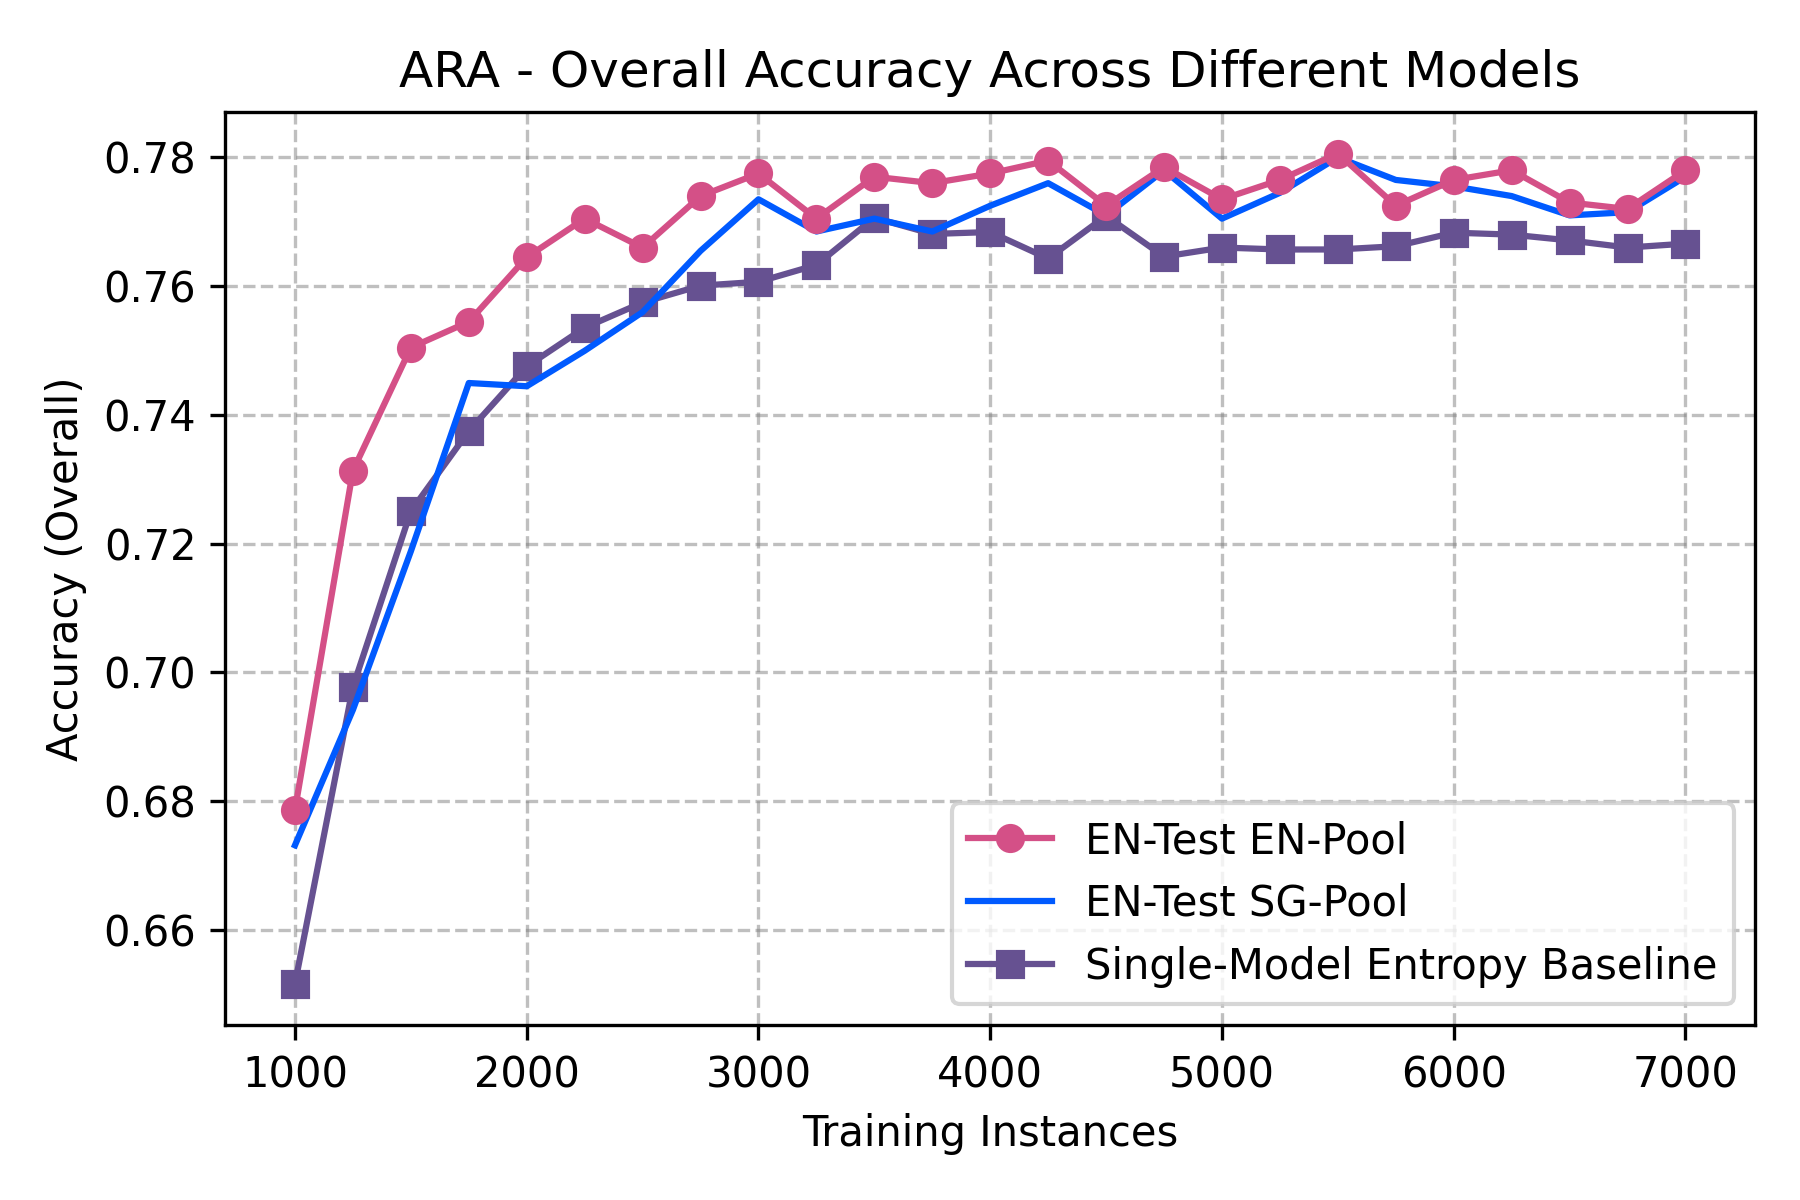 ARA - Overall Accuracy Across Different Models
Accuracy (Overall)
0.78
0.76
0.74
0.72
0.70
0.68
0.66
EN-Test EN-Pool
EN-Test SG-Pool
Single-Model Entropy Baseline
1000 2000 3000 4000 5000 6000 7000
Training Instances